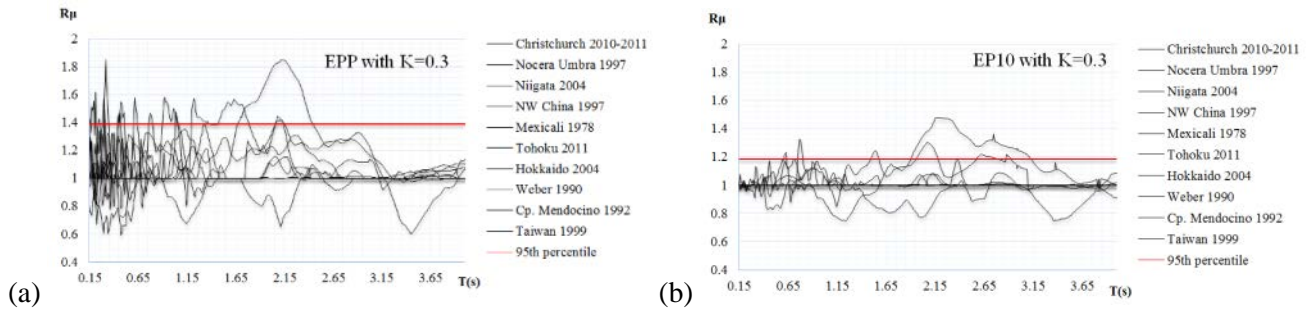 Rμ
2
1.8
1.6
1.4
1.2
1
0.8
0.6
0.4
EPP with K=0.3
0.15 0.65 1.15 1.65 2.15 2.65 3.15 3.65 T(s)
Christchurch 2010-2011
Nocera Umbra 1997
Niigata 2004
NW China 1997
Mexicali 1978
Tohoku 2011
Hokkaido 2004
Weber 1990
Cp. Mendocino 1992
Taiwan 1999
95th percentile
(a)
Rμ
2
1.8
1.6
1.4
1.2
1
0.8
0.6
0.4
EP10 with K=0.3
0.15 0.65 1.15 1.65 2.15 2.65 3.15 3.65 T(s)
Christchurch 2010-2011
Nocera Umbra 1997
Niigata 2004
NW China 1997
Mexicali 1978
Tohoku 2011
Hokkaido 2004
Weber 1990
Cp. Mendocino 1992
Taiwan 1999
95th percentile
(b)